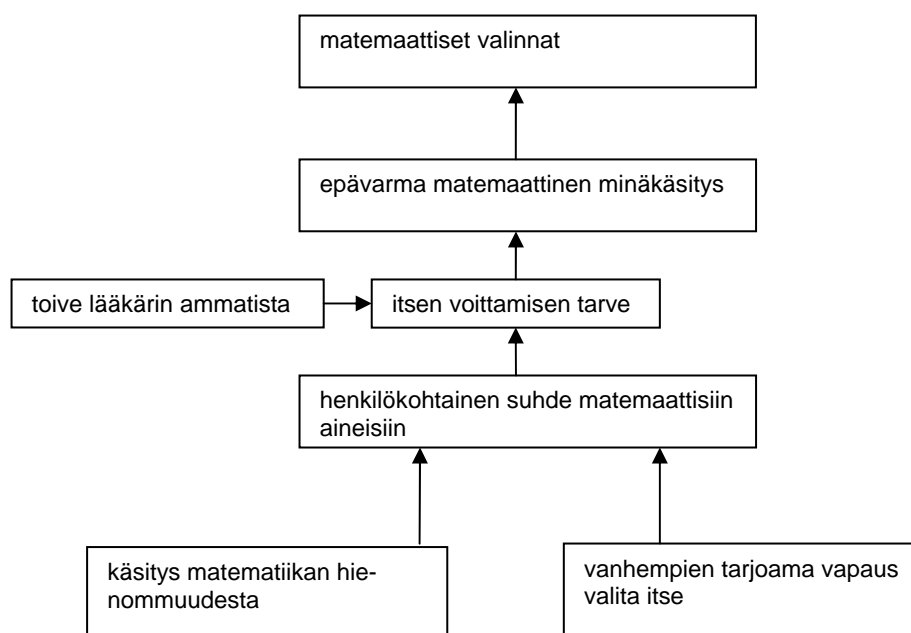 matemaattiset valinnat
epävarma matemaattinen minäkäsitys
toive lääkärin ammatista
itsen voittamisen tarve
henkilökohtainen suhde matemaattisiin
aineisiin
käsitys matematiikan hie-
nommuudesta
vanhempien tarjoama vapaus
valita itse